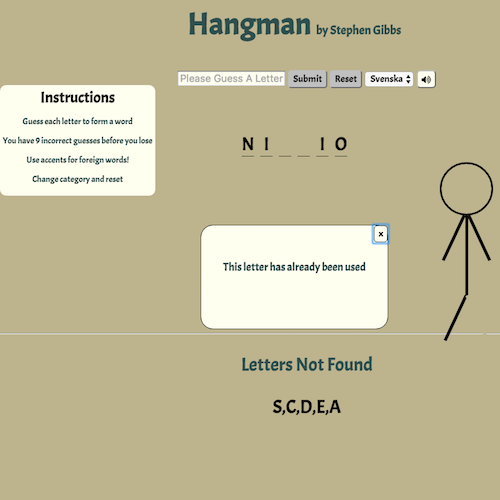 Hangman by Stephen Gibbs
Please Guess A Letter Submit Reset Svenska
Instructions
Guess each letter to form a word
You have 9 incorrect guesses before you lose
Use accents for foreign words!
Change category and reset
N I _ _ I O
x
This letter has already been used
Letters Not Found
S,C,D,E,A